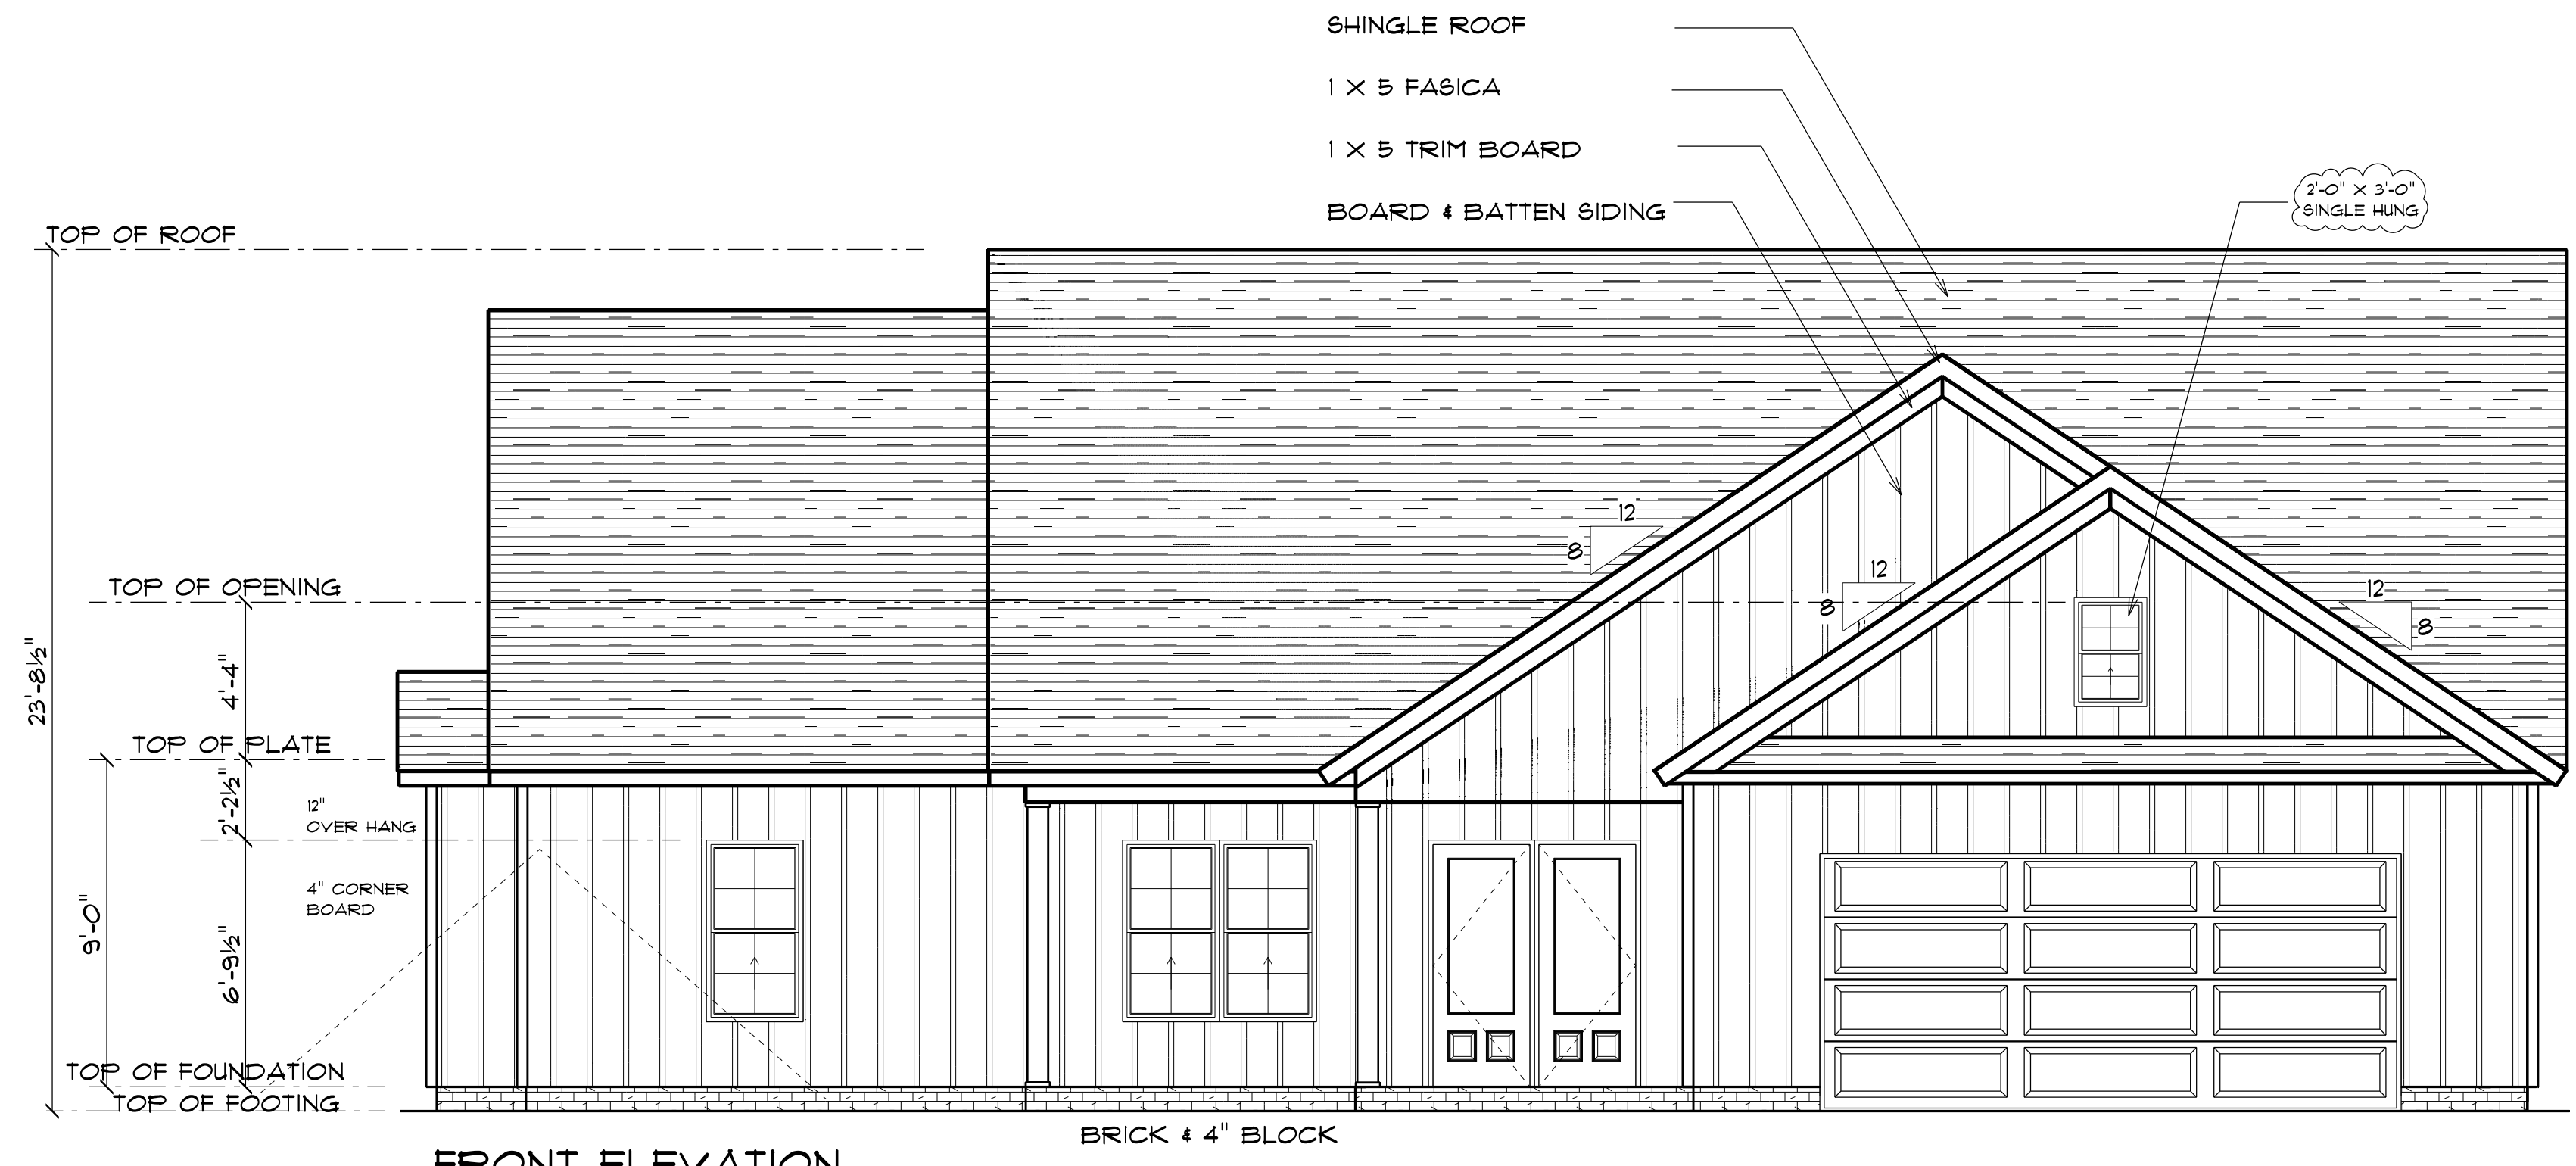 SHINGLE ROOF
1 X 5 FASICA
1 X 5 TRIM BOARD
BOARD & BATTEN SIDING
2'-0" X 3'-0"
SINGLE HUNG
TOP OF ROOF
12
8
12
8
12
8
TOP OF OPENING
23'-8½"
4'-4"
TOP OF PLATE
2'-2½"
12"
OVER HANG
4" CORNER
BOARD
9'-0"
6'-9½"
TOP OF FOUNDATION
TOP OF FOOTING
BRICK & 4" BLOCK
FRONT ELEVATION